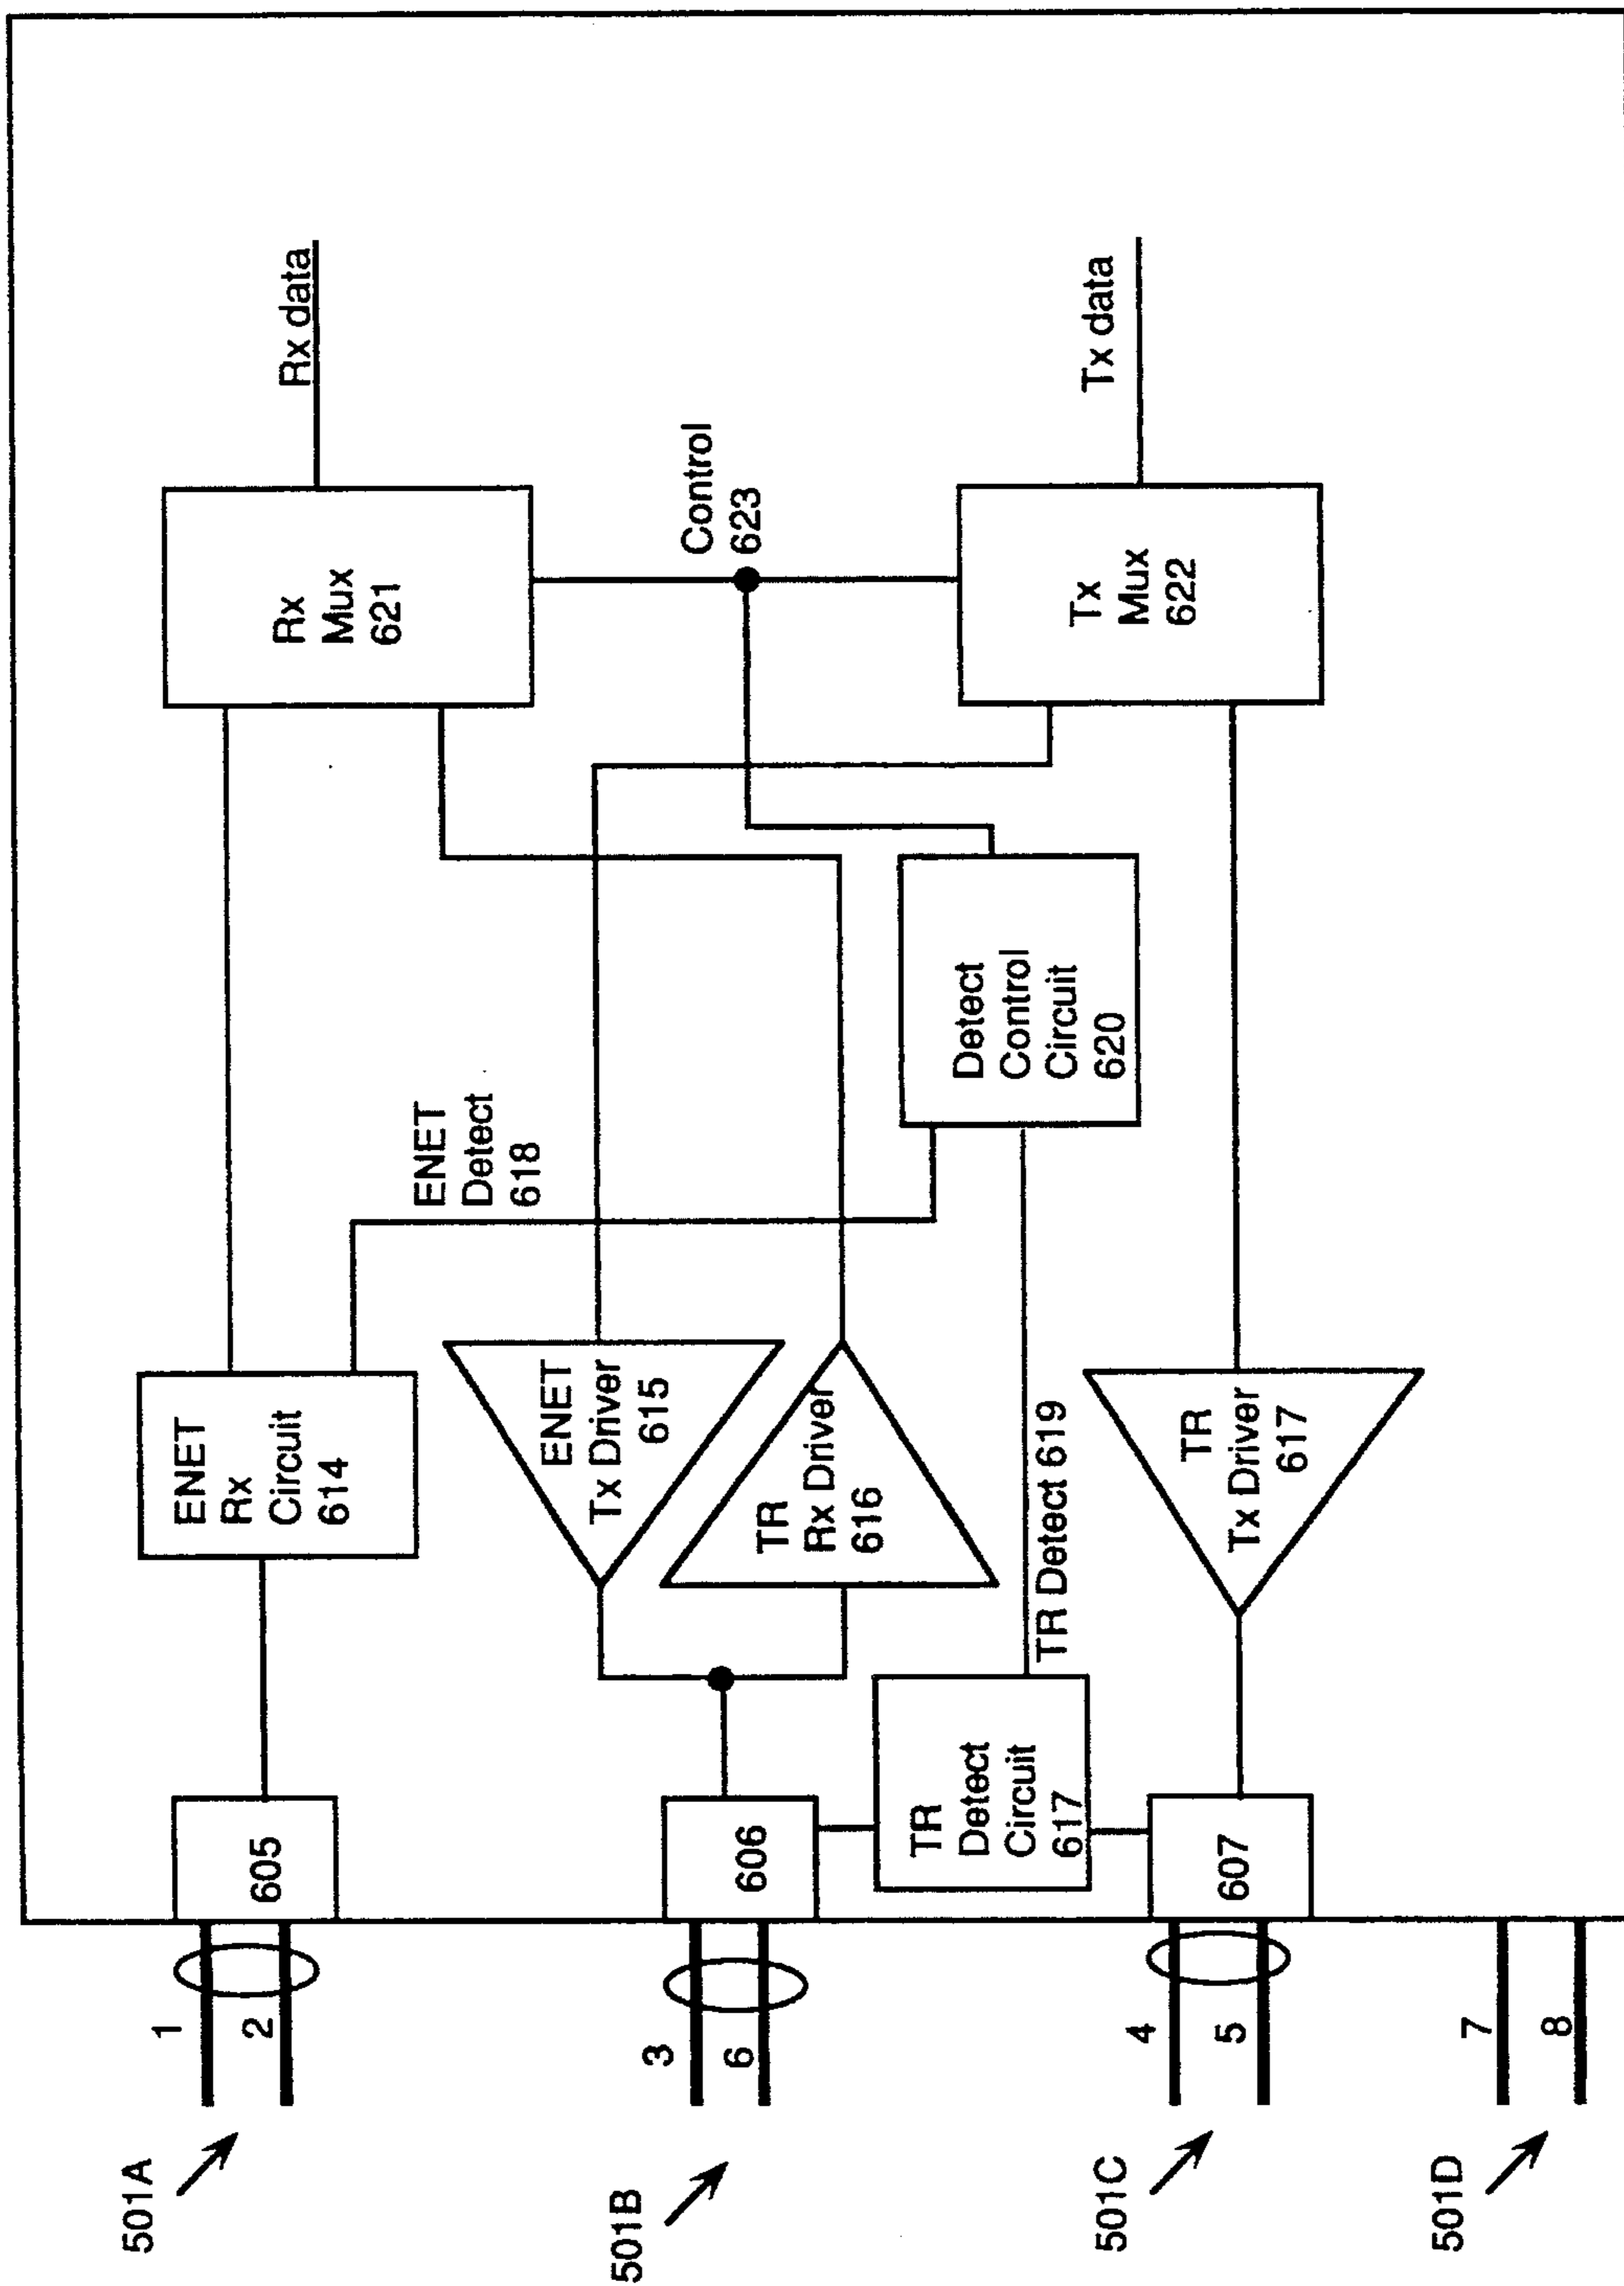 501A
1
2
605
ENET
Rx
Circuit
614
Rx
Mux
621
Rx data
ENET
Detect
618
501B
3
6
606
ENET
Tx Driver
615
TR
Rx Driver
616
Control
623
TR
Detect
Circuit
617
TR Detect 619
Detect
Control
Circuit
620
501C
4
5
607
TR
Tx Driver
617
Tx
Mux
622
Tx data
501D
7
8